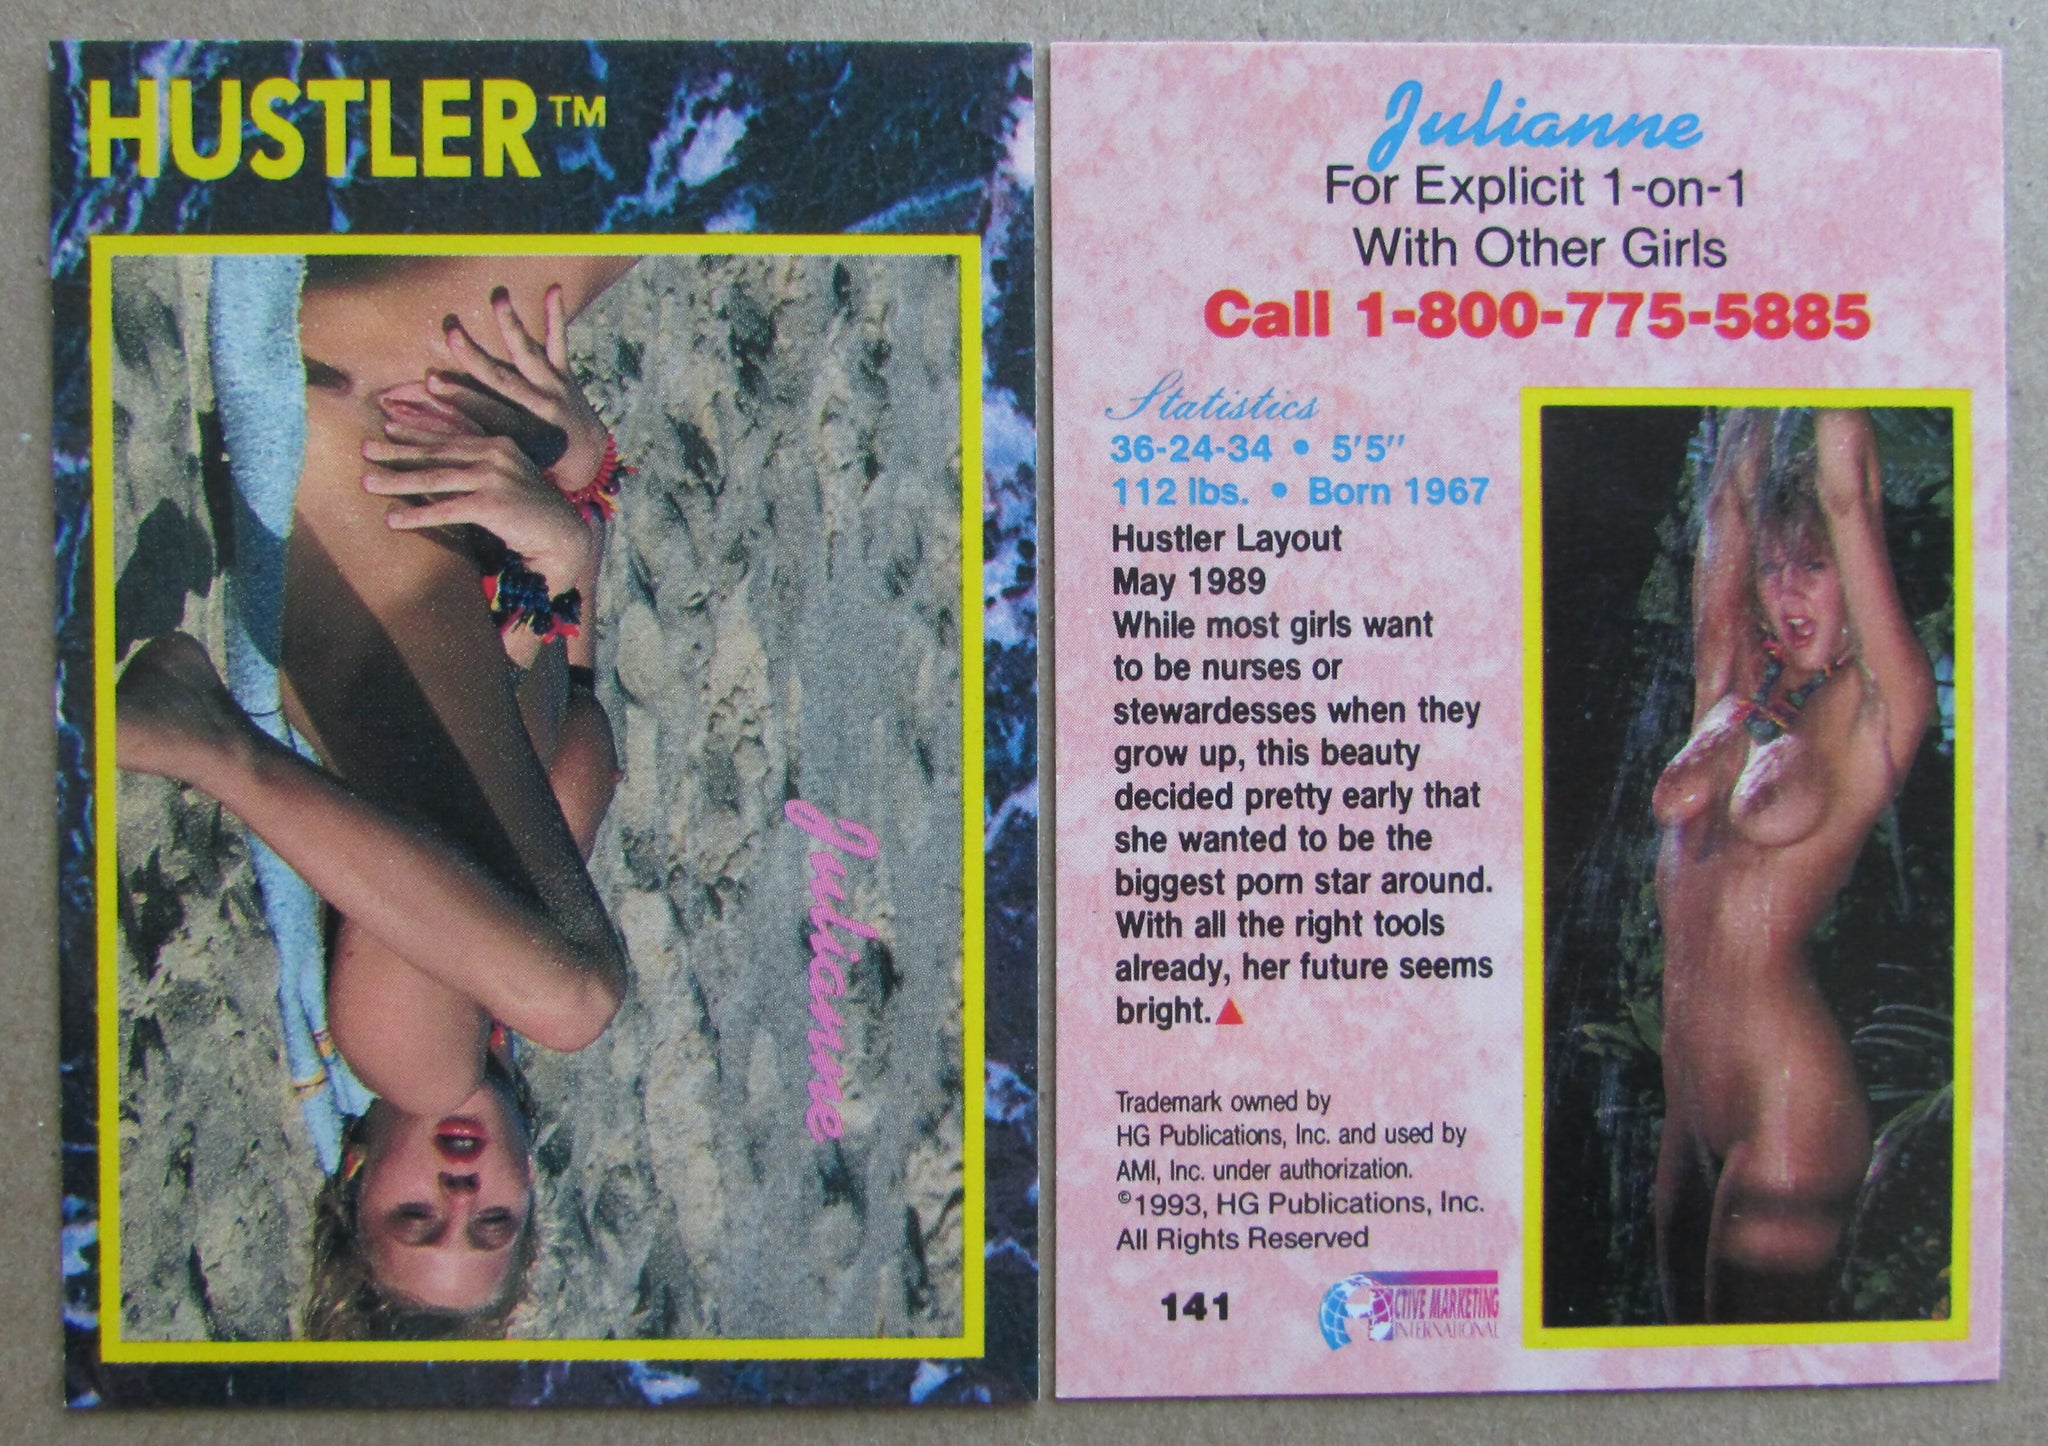 HUSTLER™
Julianne
Julianne
For Explicit 1-on-1
With Other Girls
Call 1-800-775-5885
Statistics
36-24-34 • 5'5"
112 lbs. • Born 1967
Hustler Layout
May 1989
While most girls want
to be nurses or
stewardesses when they
grow up, this beauty
decided pretty early that
she wanted to be the
biggest porn star around.
With all the right tools
already, her future seems
bright.
Trademark owned by
HG Publications, Inc. and used by
AMI, Inc. under authorization.
©1993, HG Publications, Inc.
All Rights Reserved
141
ACTIVE MARKETING
INTERNATIONAL